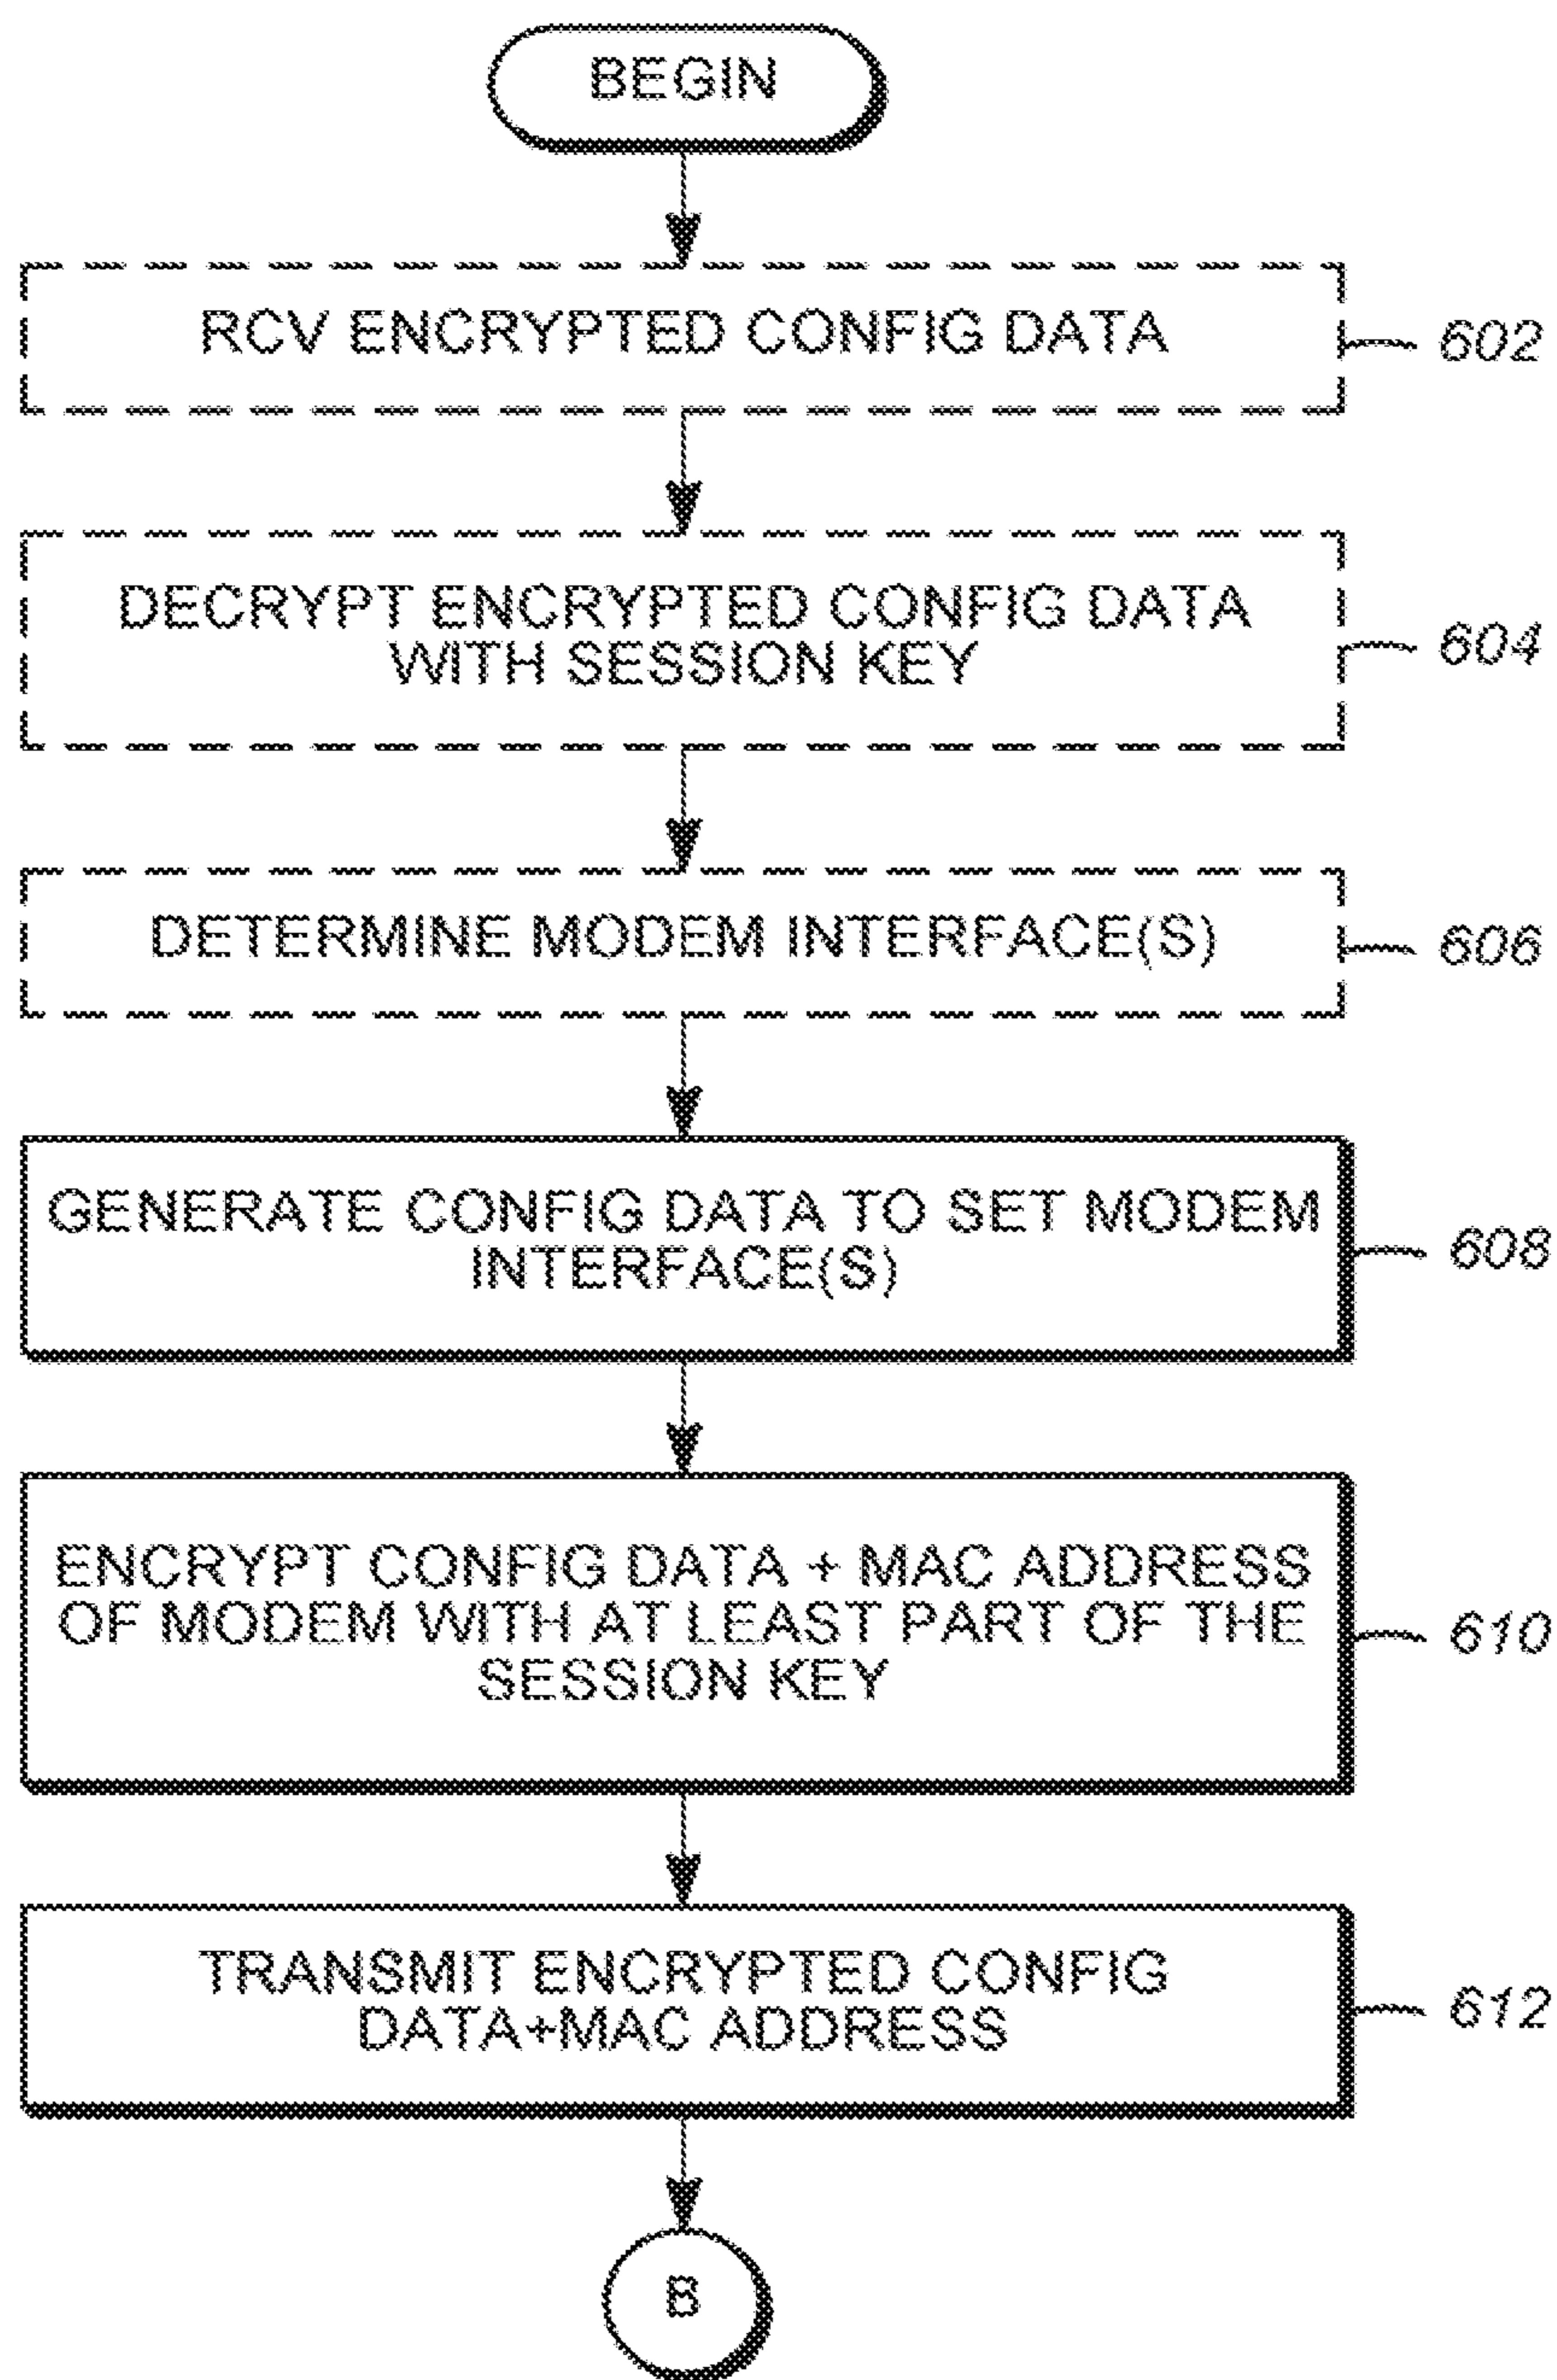 BEGIN
RCV ENCRYPTED CONFIG DATA
602
DECRYPT ENCRYPTED CONFIG DATA
WITH SESSION KEY
604
DETERMINE MODEM INTERFACE(S)
606
GENERATE CONFIG DATA TO SET MODEM
INTERFACE(S)
608
ENCRYPT CONFIG DATA + MAC ADDRESS
OF MODEM WITH AT LEAST PART OF THE
SESSION KEY
610
TRANSMIT ENCRYPTED CONFIG
DATA+MAC ADDRESS
612
B